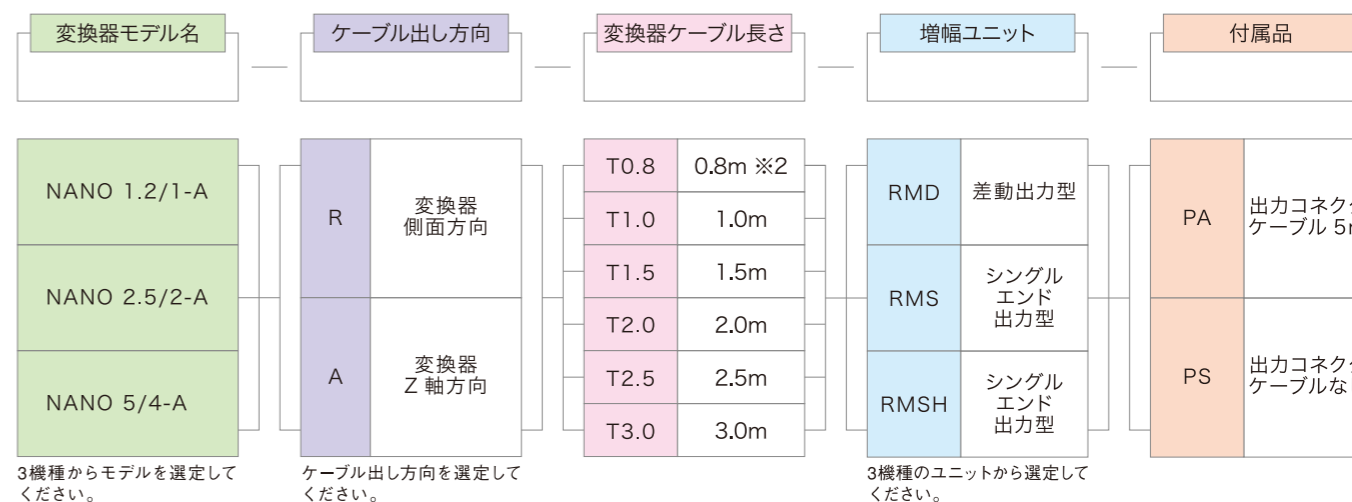 変換器モデル名
ケーブル出し方向
変換器ケーブル長さ
増幅ユニット
付属品
NANO 1.2/1-A
NANO 2.5/2-A
NANO 5/4-A
3機種からモデルを選定して
ください。
R
変換器
側面方向
A
変換器
Z 軸方向
ケーブル出し方向を選定して
ください。
T0.8
0.8m ※2
T1.0
1.0m
T1.5
1.5m
T2.0
2.0m
T2.5
2.5m
T3.0
3.0m
RMD
差動出力型
RMS
シングル
エンド
出力型
RMSH
シングル
エンド
出力型
3機種のユニットから選定して
ください。
PA
出力コネク
ケーブル 5
PS
出力コネク
ケーブルな